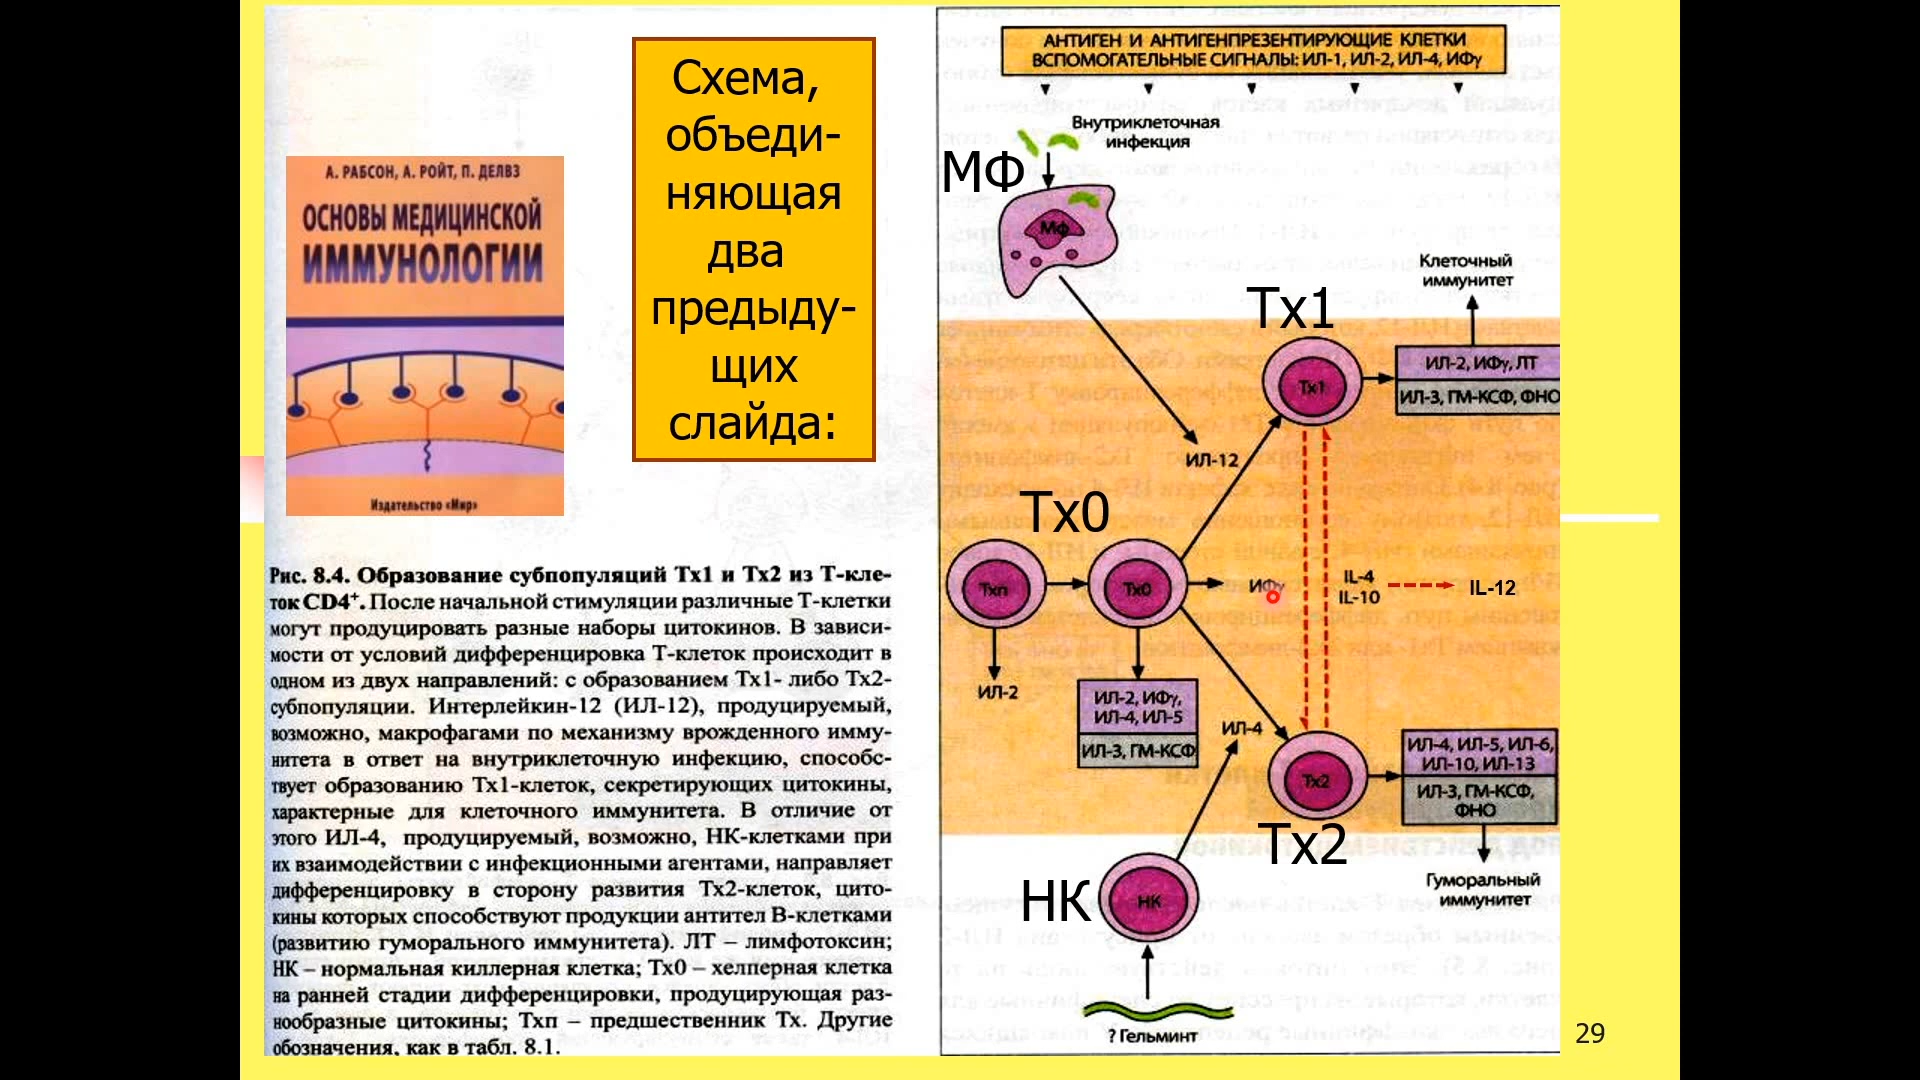 А. РАБСОН, А. РОЙТ, П. ДЕЛВЗ
ОСНОВЫ МЕДИЦИНСКОЙ
ИММУНОЛОГИИ
Издательство «Мир»
Схема,
объеди-
няющая
два
предыду-
щих
слайда:
Рис. 8.4. Образование субпопуляций Тх1 и Тх2 из Т-кле-
ток CD4⁺. После начальной стимуляции различные Т-клетки
могут продуцировать разные наборы цитокинов. В зависи-
мости от условий дифференцировка Т-клеток происходит в
одном из двух направлений: с образованием Тх1- либо Тх2-
субпопуляции. Интерлейкин-12 (ИЛ-12), продуцируемый,
возможно, макрофагами по механизму врожденного имму-
нитета в ответ на внутриклеточную инфекцию, способс-
твует образованию Тх1-клеток, секретирующих цитокины,
характерные для клеточного иммунитета. В отличие от
этого ИЛ-4, продуцируемый, возможно, НК-клетками при
их взаимодействии с инфекционными агентами, направляет
дифференцировку в сторону развития Тх2-клеток, цито-
кины которых способствуют продукции антител В-клетками
(развитию гуморального иммунитета). ЛТ – лимфотоксин;
НК – нормальная киллерная клетка; Тх0 – хелперная клетка
на ранней стадии дифференцировки, продуцирующая раз-
нообразные цитокины; Тхп – предшественник Тх. Другие
обозначения, как в табл. 8.1.
АНТИГЕН И АНТИГЕНПРЕЗЕНТИРУЮЩИЕ КЛЕТКИ
ВСПОМОГАТЕЛЬНЫЕ СИГНАЛЫ: ИЛ-1, ИЛ-2, ИЛ-4, ИФγ
Внутриклеточная
инфекция
МФ
Мф
Клеточный
иммунитет
Тх1
Тх1
ИЛ-2, ИФγ, ЛТ
ИЛ-3, ГМ-КСФ, ФНО
ИЛ-12
Тх0
Тхп
Тх0
ИФγ
IL-4
IL-10
IL-12
ИЛ-2
ИЛ-2, ИФγ,
ИЛ-4, ИЛ-5
ИЛ-3, ГМ-КСФ
ИЛ-4
Тх2
ИЛ-4, ИЛ-5, ИЛ-6,
ИЛ-10, ИЛ-13
ИЛ-3, ГМ-КСФ,
ФНО
Тх2
Гуморальный
иммунитет
НК
НК
? Гельминт
29